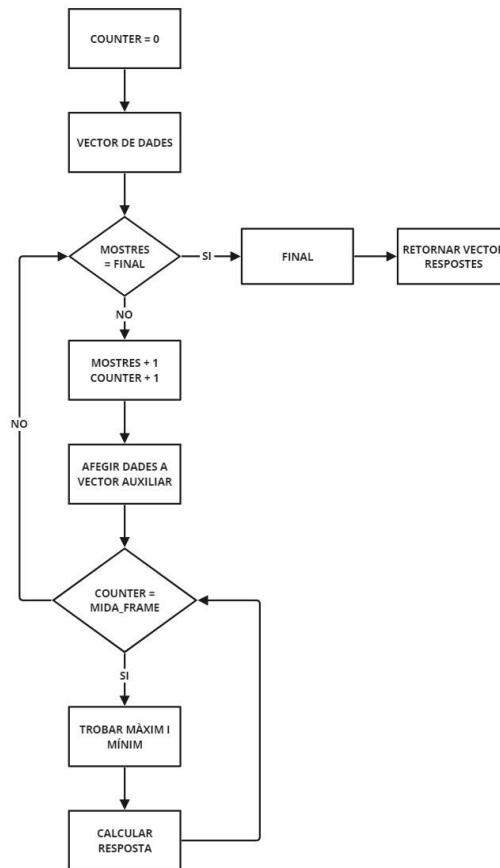 COUNTER = 0
VECTOR DE DADES
MOSTRES
= FINAL
SI
FINAL
RETORNAR VECTOR
RESPOSTES
NO
MOSTRES + 1
COUNTER + 1
NO
AFEGIR DADES A
VECTOR AUXILIAR
COUNTER =
MIDA_FRAME
SI
TROBAR MÀXIM I
MÍNIM
CALCULAR
RESPOSTA